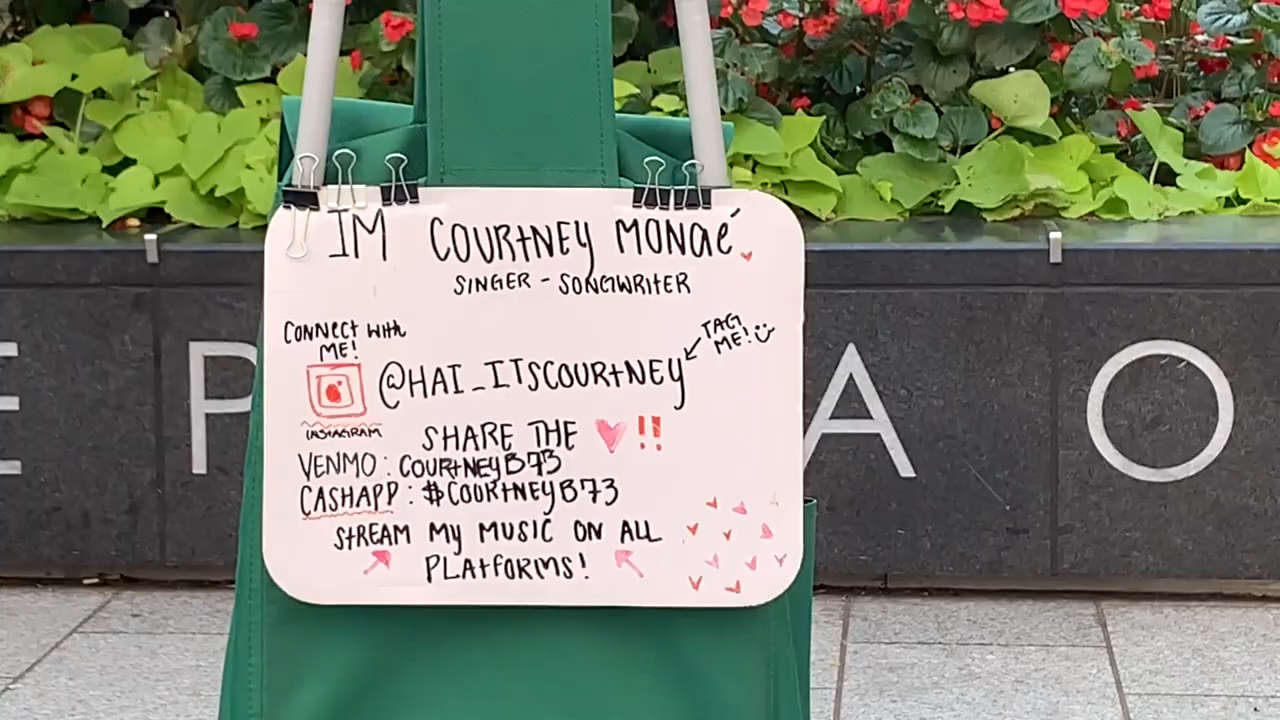 IM COURTNEY MONAÉ
SINGER - SONGWRITER
CONNECT WITH
ME!
TAG
ME!
@HAI_ITSCOURTNEY
INSTAGRAM
SHARE THE ♥!!
VENMO: COURTNEYB73
CASHAPP: $COURTNEYB73
STREAM MY MUSIC ON ALL
PLATFORMS!
E P A O